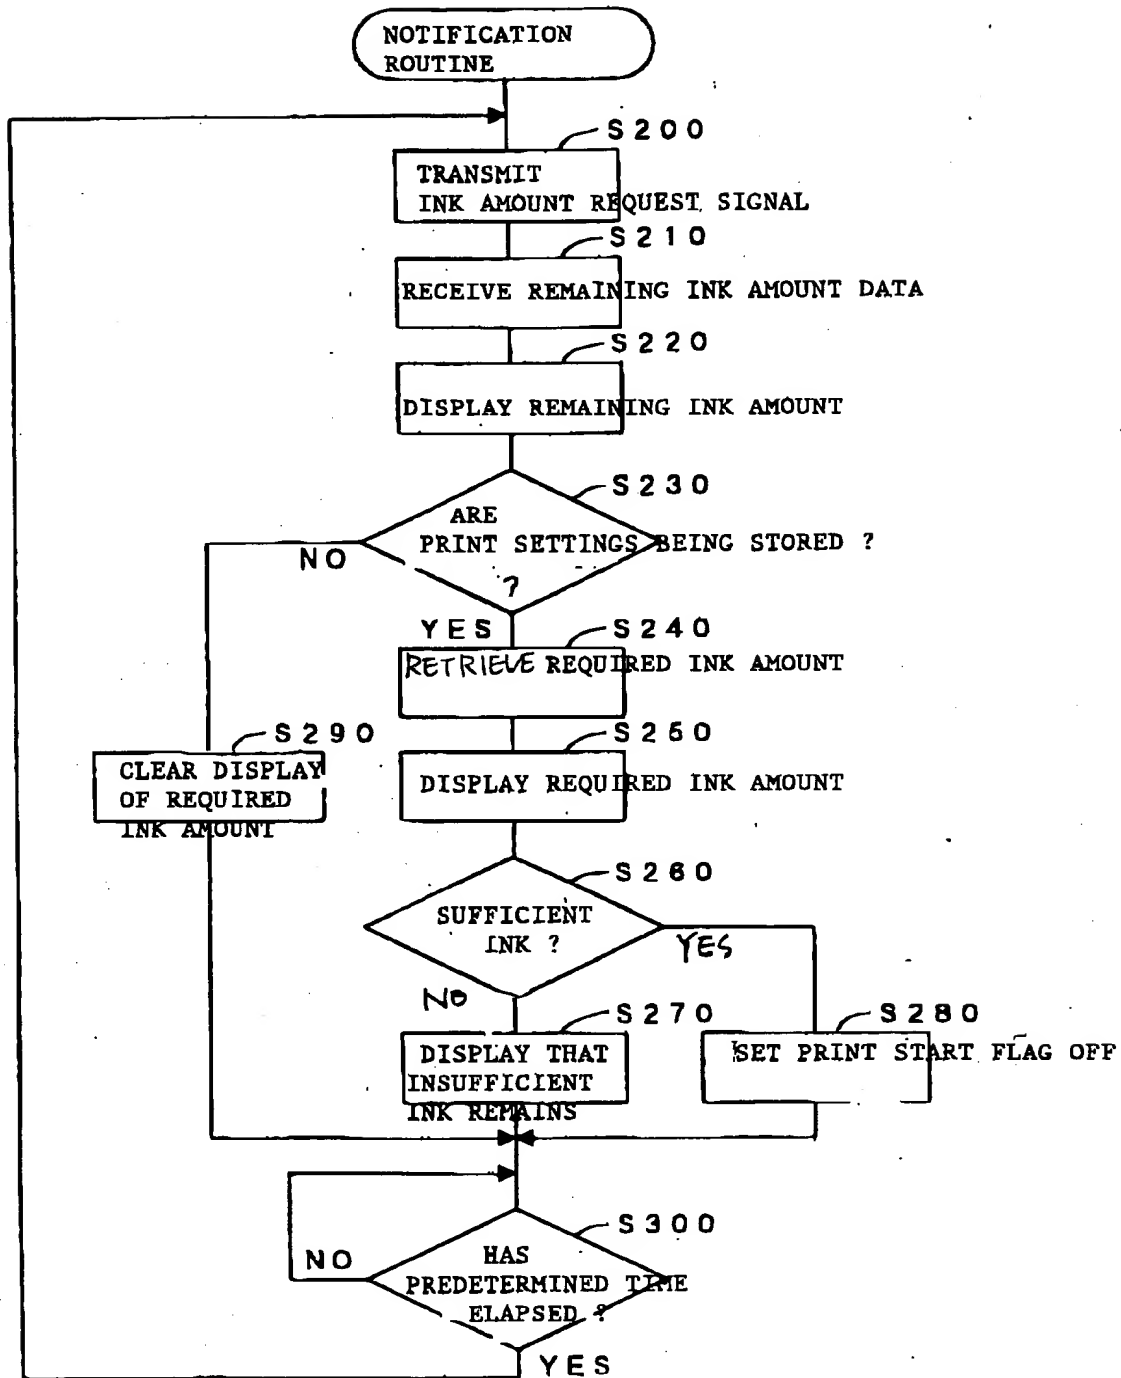 NOTIFICATION
ROUTINE
S200
TRANSMIT
INK AMOUNT REQUEST SIGNAL
S210
RECEIVE REMAINING INK AMOUNT DATA
S220
DISPLAY REMAINING INK AMOUNT
S230
ARE
PRINT SETTINGS BEING STORED ?
?
NO
YES
S240
RETRIEVE REQUIRED INK AMOUNT
S290
CLEAR DISPLAY
OF REQUIRED
INK AMOUNT
S250
DISPLAY REQUIRED INK AMOUNT
S260
SUFFICIENT
INK ?
YES
NO
S270
DISPLAY THAT
INSUFFICIENT
INK REMAINS
S280
SET PRINT START FLAG OFF
S300
HAS
PREDETERMINED TIME
ELAPSED ?
NO
YES